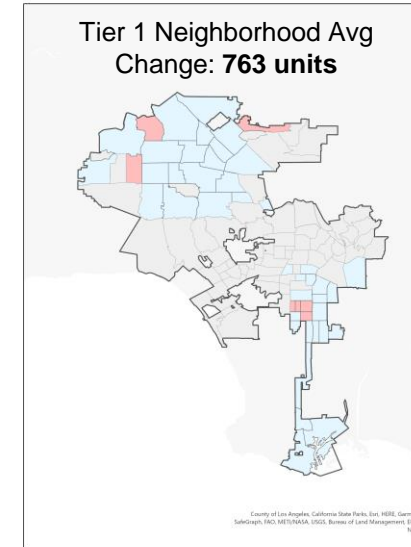 Tier 1 Neighborhood Avg
Change: 763 units
County of Los Angeles, California State Parks, Esri, HERE, Garm
SafeGraph, FAO, METI/NASA, USGS, Bureau of Land Management, E